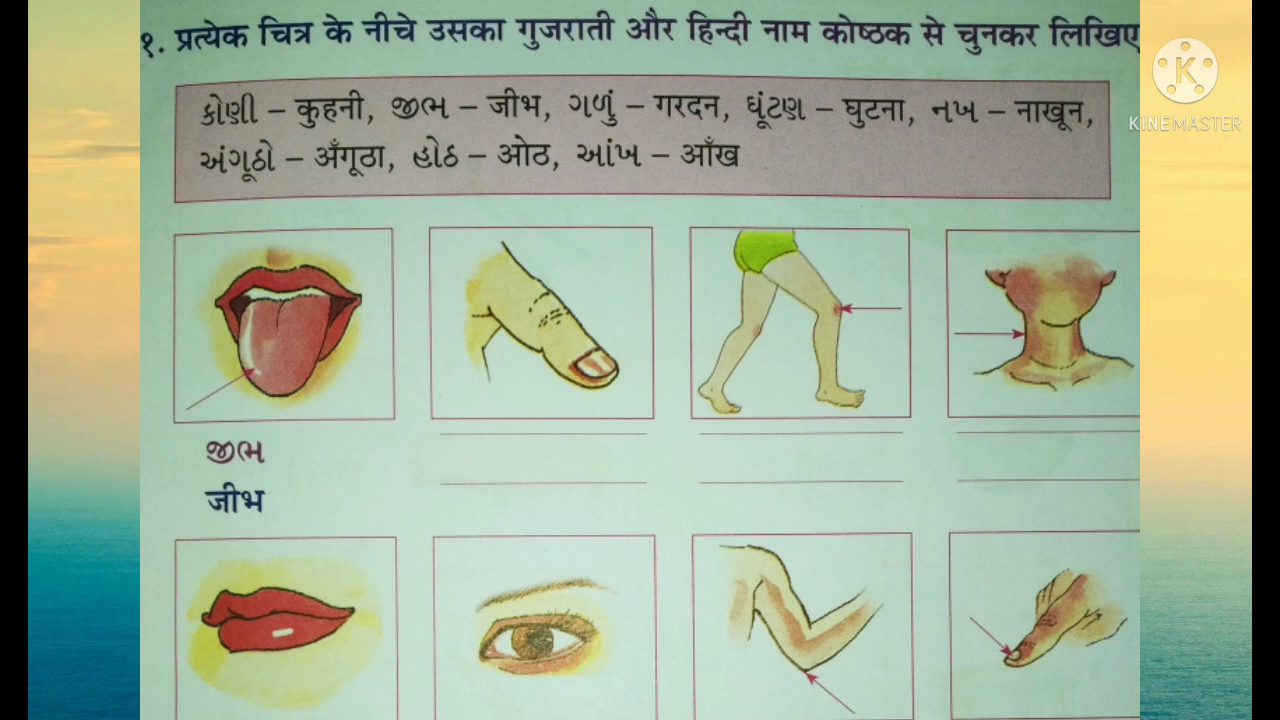 १. प्रत्येक चित्र के नीचे उसका गुजराती और हिन्दी नाम कोष्ठक से चुनकर लिखिए
કોણી – कुहनी, જીભ – जीभ, ગળું – गरदन, ઘૂંટણ – घुटना, નખ – नाखून,
અંગૂઠો – अँगूठा, હોઠ – ओठ, આંખ – आँख
જીભ
जीभ
K
KINEMASTER